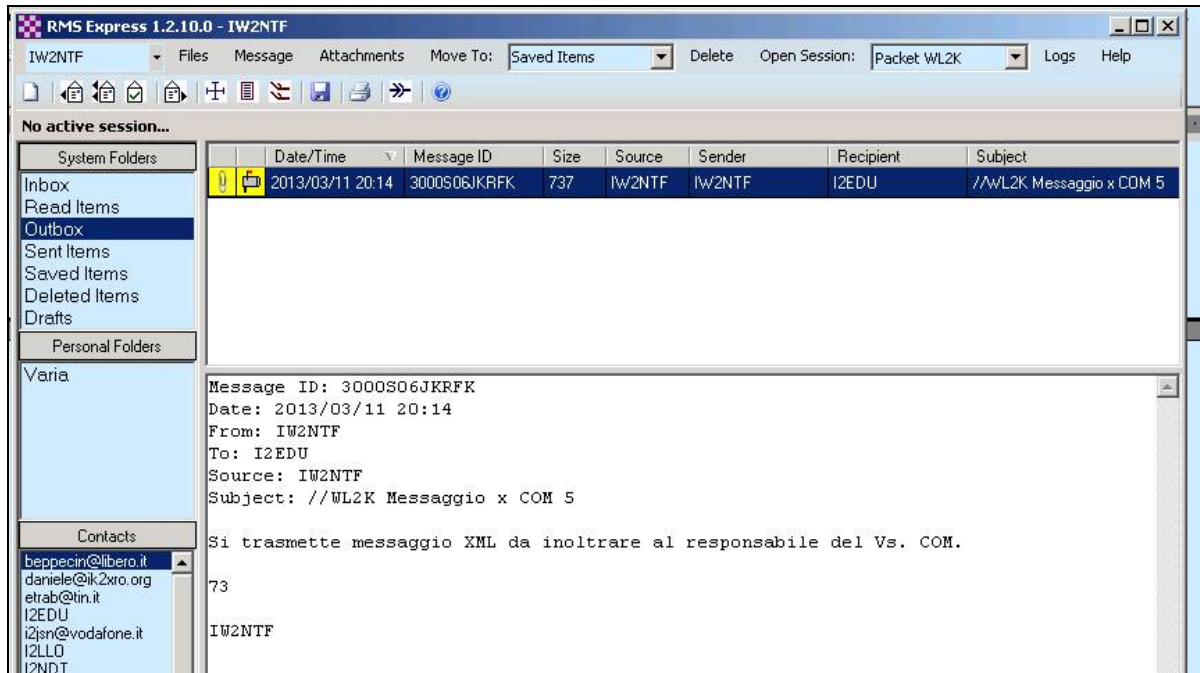 RMS Express 1.2.10.0 - IW2NTF
IW2NTF Files Message Attachments Move To: Saved Items Delete Open Session: Packet WL2K Logs Help
No active session...
System Folders
Inbox
Read Items
Outbox
Sent Items
Saved Items
Deleted Items
Drafts
Personal Folders
Varia
Contacts
beppecin@libero.it
daniele@ik2xro.org
etrab@tin.it
I2EDU
i2jsn@vodafone.it
I2LLO
I2NDT
Date/Time Message ID Size Source Sender Recipient Subject
2013/03/11 20:14 3000S06JKRFK 737 IW2NTF IW2NTF I2EDU //WL2K Messaggio x COM 5
Message ID: 3000S06JKRFK
Date: 2013/03/11 20:14
From: IW2NTF
To: I2EDU
Source: IW2NTF
Subject: //WL2K Messaggio x COM 5
Si trasmette messaggio XML da inoltrare al responsabile del Vs. COM.
73
IW2NTF